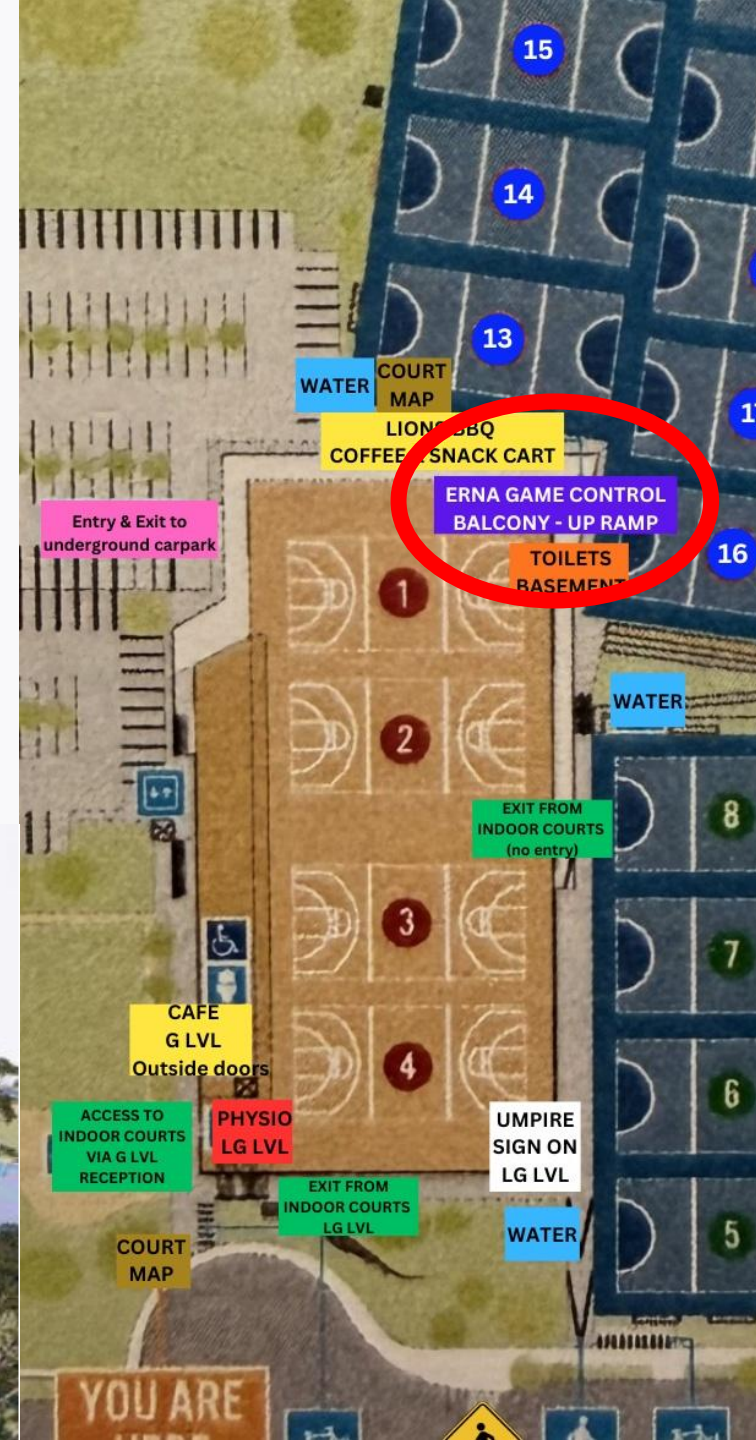 15
14
13
WATER
COURT
MAP
LIONS BBQ
COFFEE & SNACK CART
ERNA GAME CONTROL
BALCONY - UP RAMP
Entry & Exit to
underground carpark
TOILETS
BASEMENT
16
1
2
WATER
EXIT FROM
INDOOR COURTS
(no entry)
8
3
7
CAFE
G LVL
Outside doors
4
6
ACCESS TO
INDOOR COURTS
VIA G LVL
RECEPTION
PHYSIO
LG LVL
UMPIRE
SIGN ON
LG LVL
EXIT FROM
INDOOR COURTS
LG LVL
WATER
5
COURT
MAP
YOU ARE